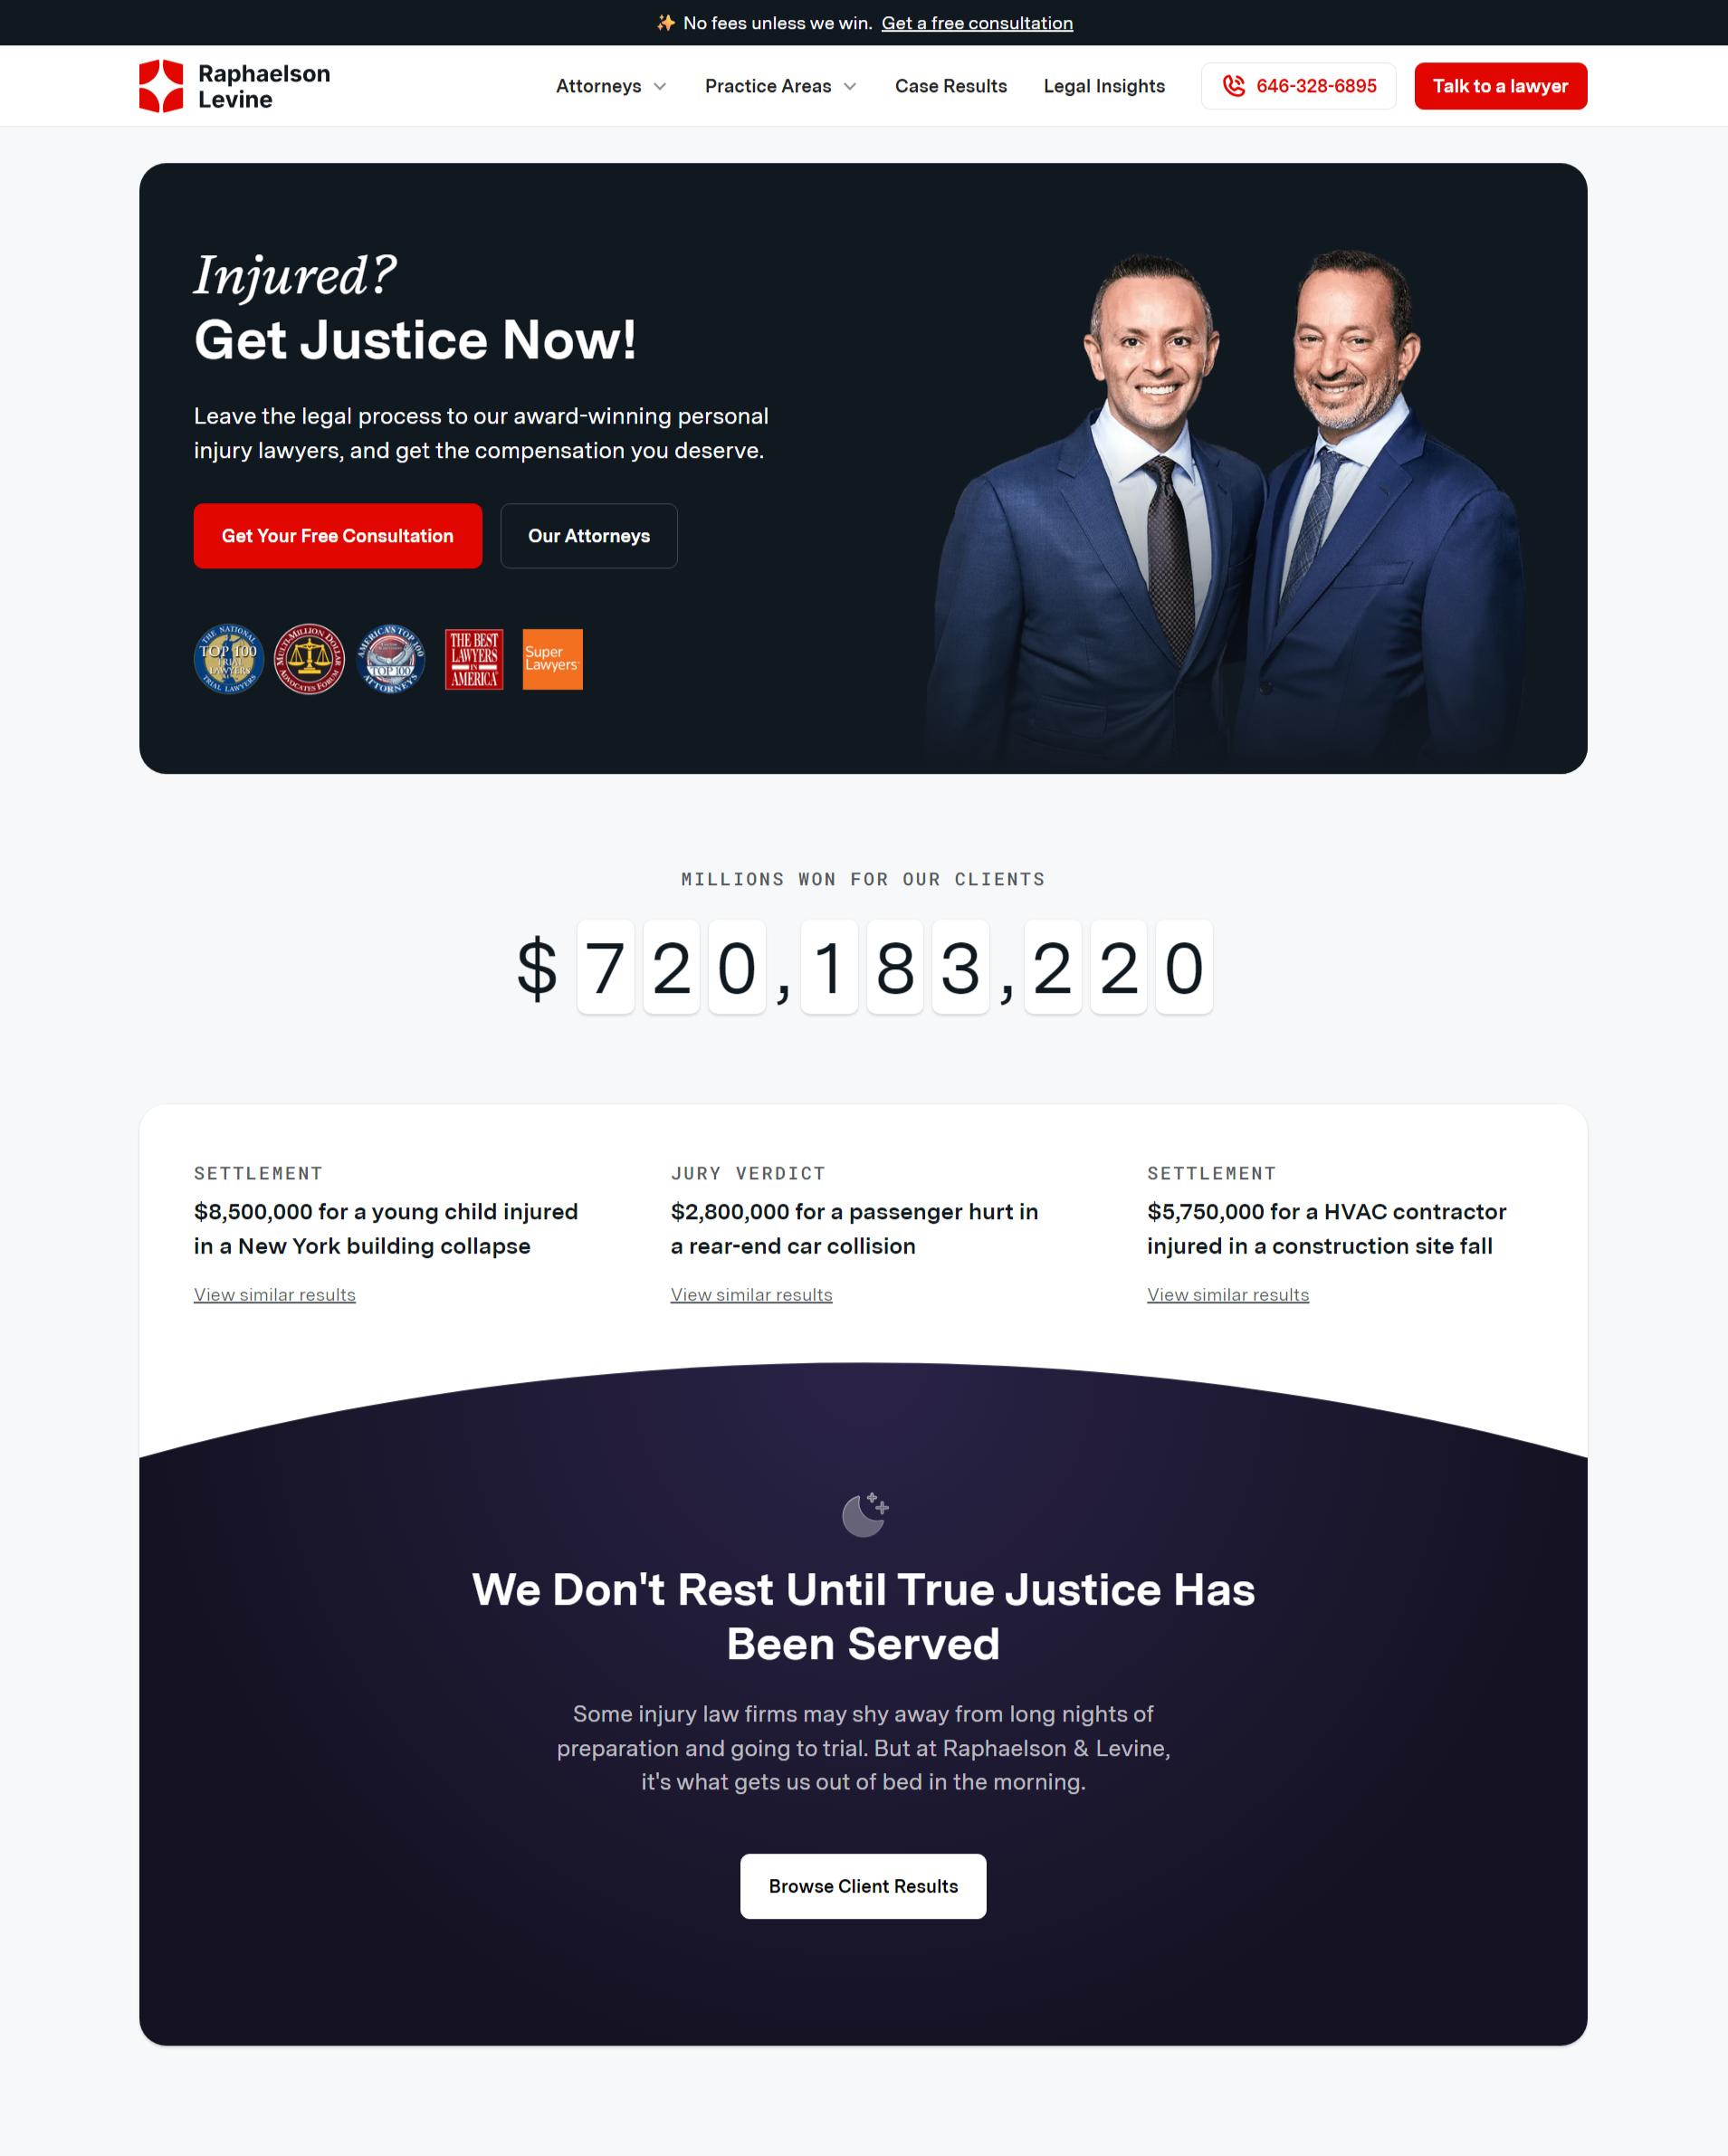 ✨ No fees unless we win. Get a free consultation
Raphaelson
Levine
Attorneys
Practice Areas
Case Results
Legal Insights
646-328-6895
Talk to a lawyer
Injured?
Get Justice Now!
Leave the legal process to our award-winning personal
injury lawyers, and get the compensation you deserve.
Get Your Free Consultation
Our Attorneys
THE NATIONAL
TOP 100
TRIAL
LAWYERS
TRIAL LAWYERS
MULTI-MILLION DOLLAR
ADVOCATES FORUM
AMERICA'S TOP 100
TOP 100
ATTORNEYS
THE BEST
LAWYERS
IN
AMERICA
Super
Lawyers
MILLIONS WON FOR OUR CLIENTS
$720,183,220
SETTLEMENT
$8,500,000 for a young child injured
in a New York building collapse
View similar results
JURY VERDICT
$2,800,000 for a passenger hurt in
a rear-end car collision
View similar results
SETTLEMENT
$5,750,000 for a HVAC contractor
injured in a construction site fall
View similar results
We Don't Rest Until True Justice Has
Been Served
Some injury law firms may shy away from long nights of
preparation and going to trial. But at Raphaelson & Levine,
it's what gets us out of bed in the morning.
Browse Client Results